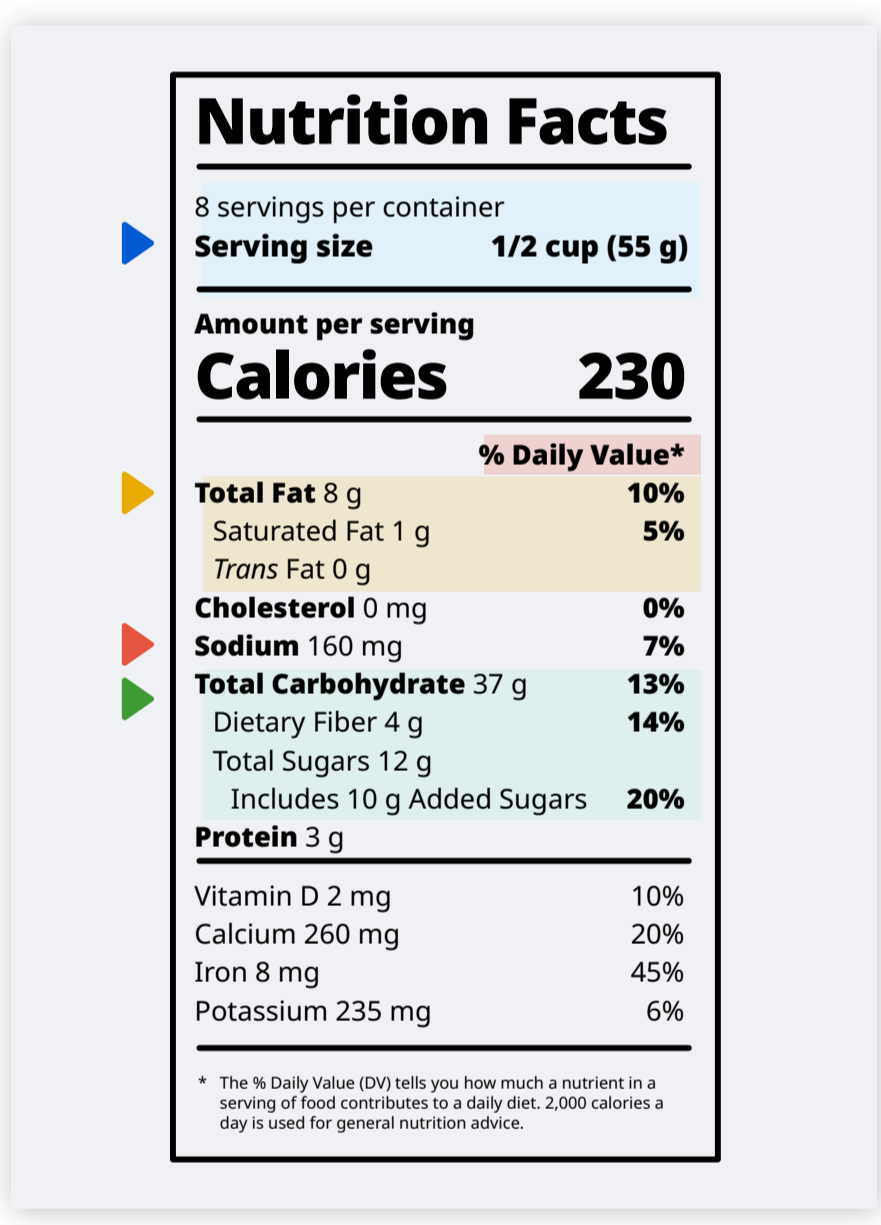 Nutrition Facts
8 servings per container
Serving size 1/2 cup (55 g)
Amount per serving
Calories 230
% Daily Value*
Total Fat 8 g 10%
Saturated Fat 1 g 5%
Trans Fat 0 g
Cholesterol 0 mg 0%
Sodium 160 mg 7%
Total Carbohydrate 37 g 13%
Dietary Fiber 4 g 14%
Total Sugars 12 g
Includes 10 g Added Sugars 20%
Protein 3 g
Vitamin D 2 mg 10%
Calcium 260 mg 20%
Iron 8 mg 45%
Potassium 235 mg 6%
* The % Daily Value (DV) tells you how much a nutrient in a
serving of food contributes to a daily diet. 2,000 calories a
day is used for general nutrition advice.